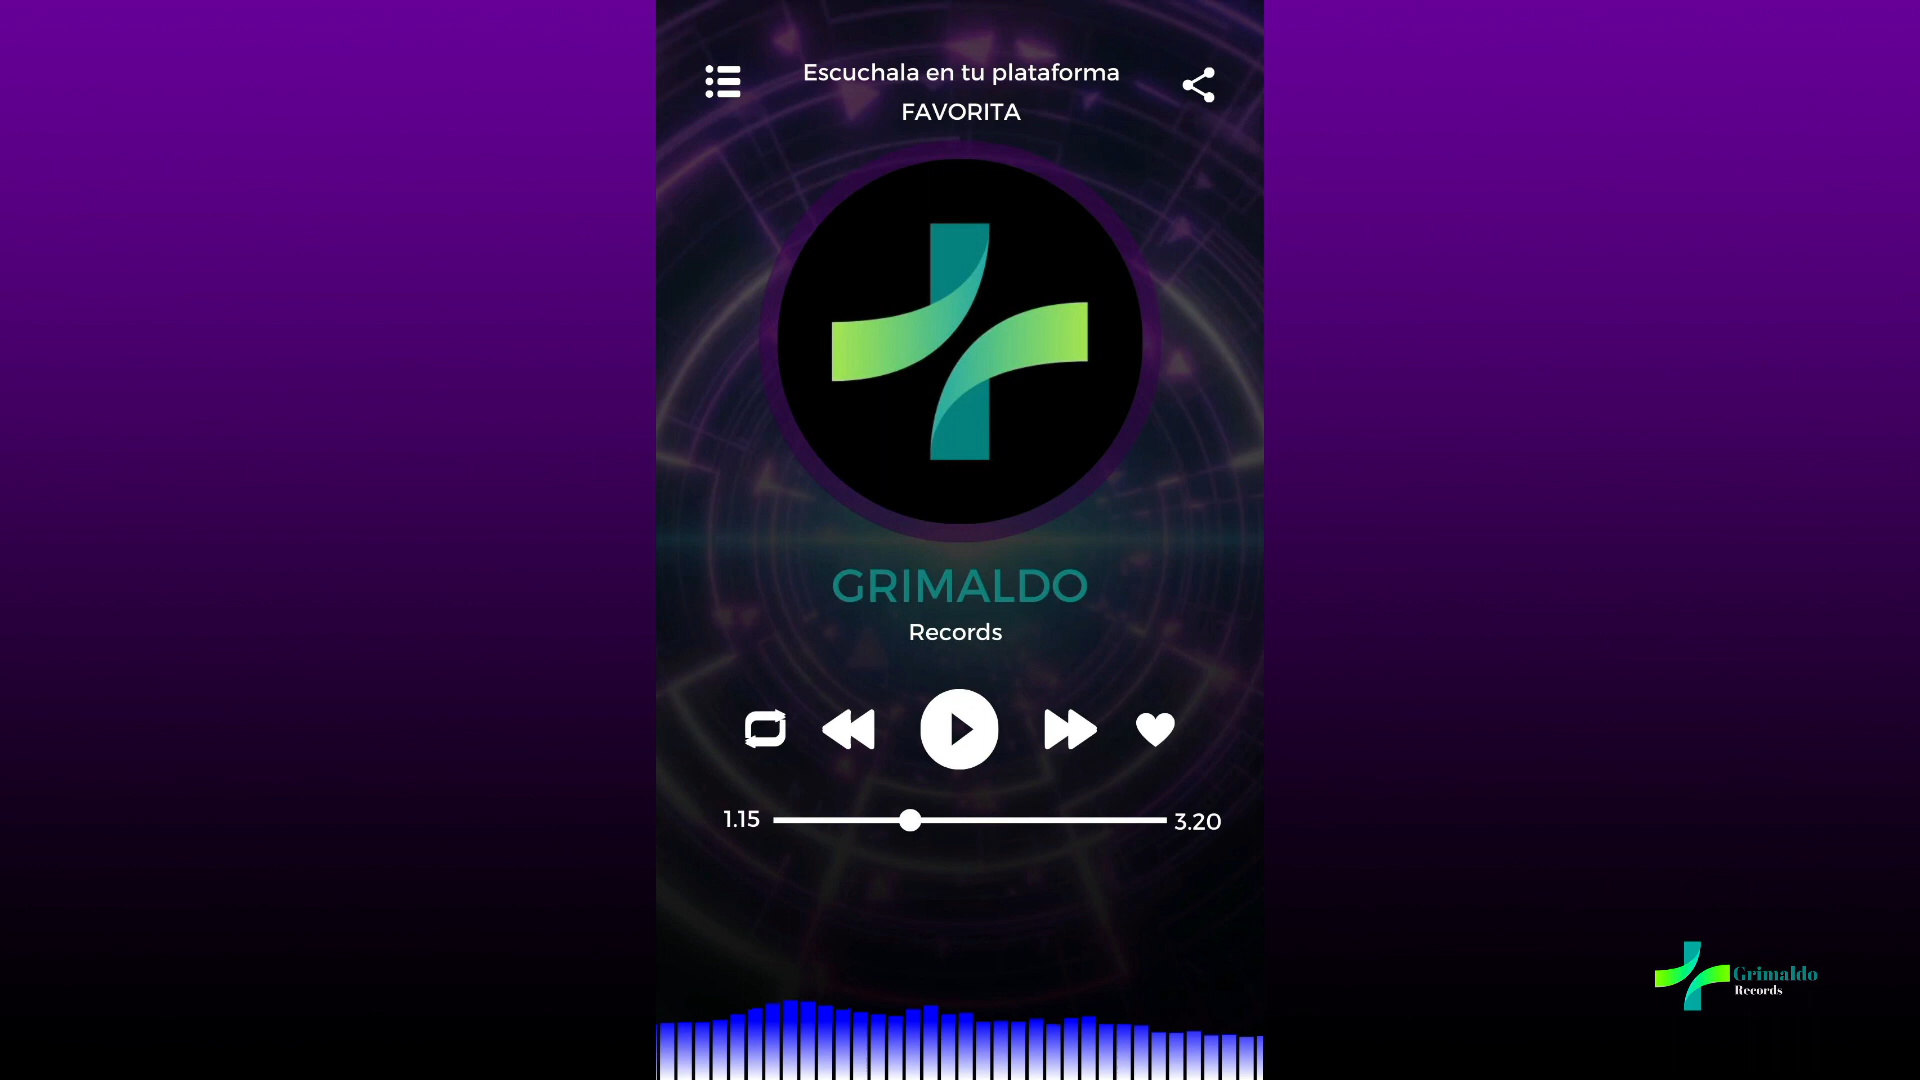 Escuchala en tu plataforma
FAVORITA
GRIMALDO
Records
1.15
3.20
Grimaldo
Records